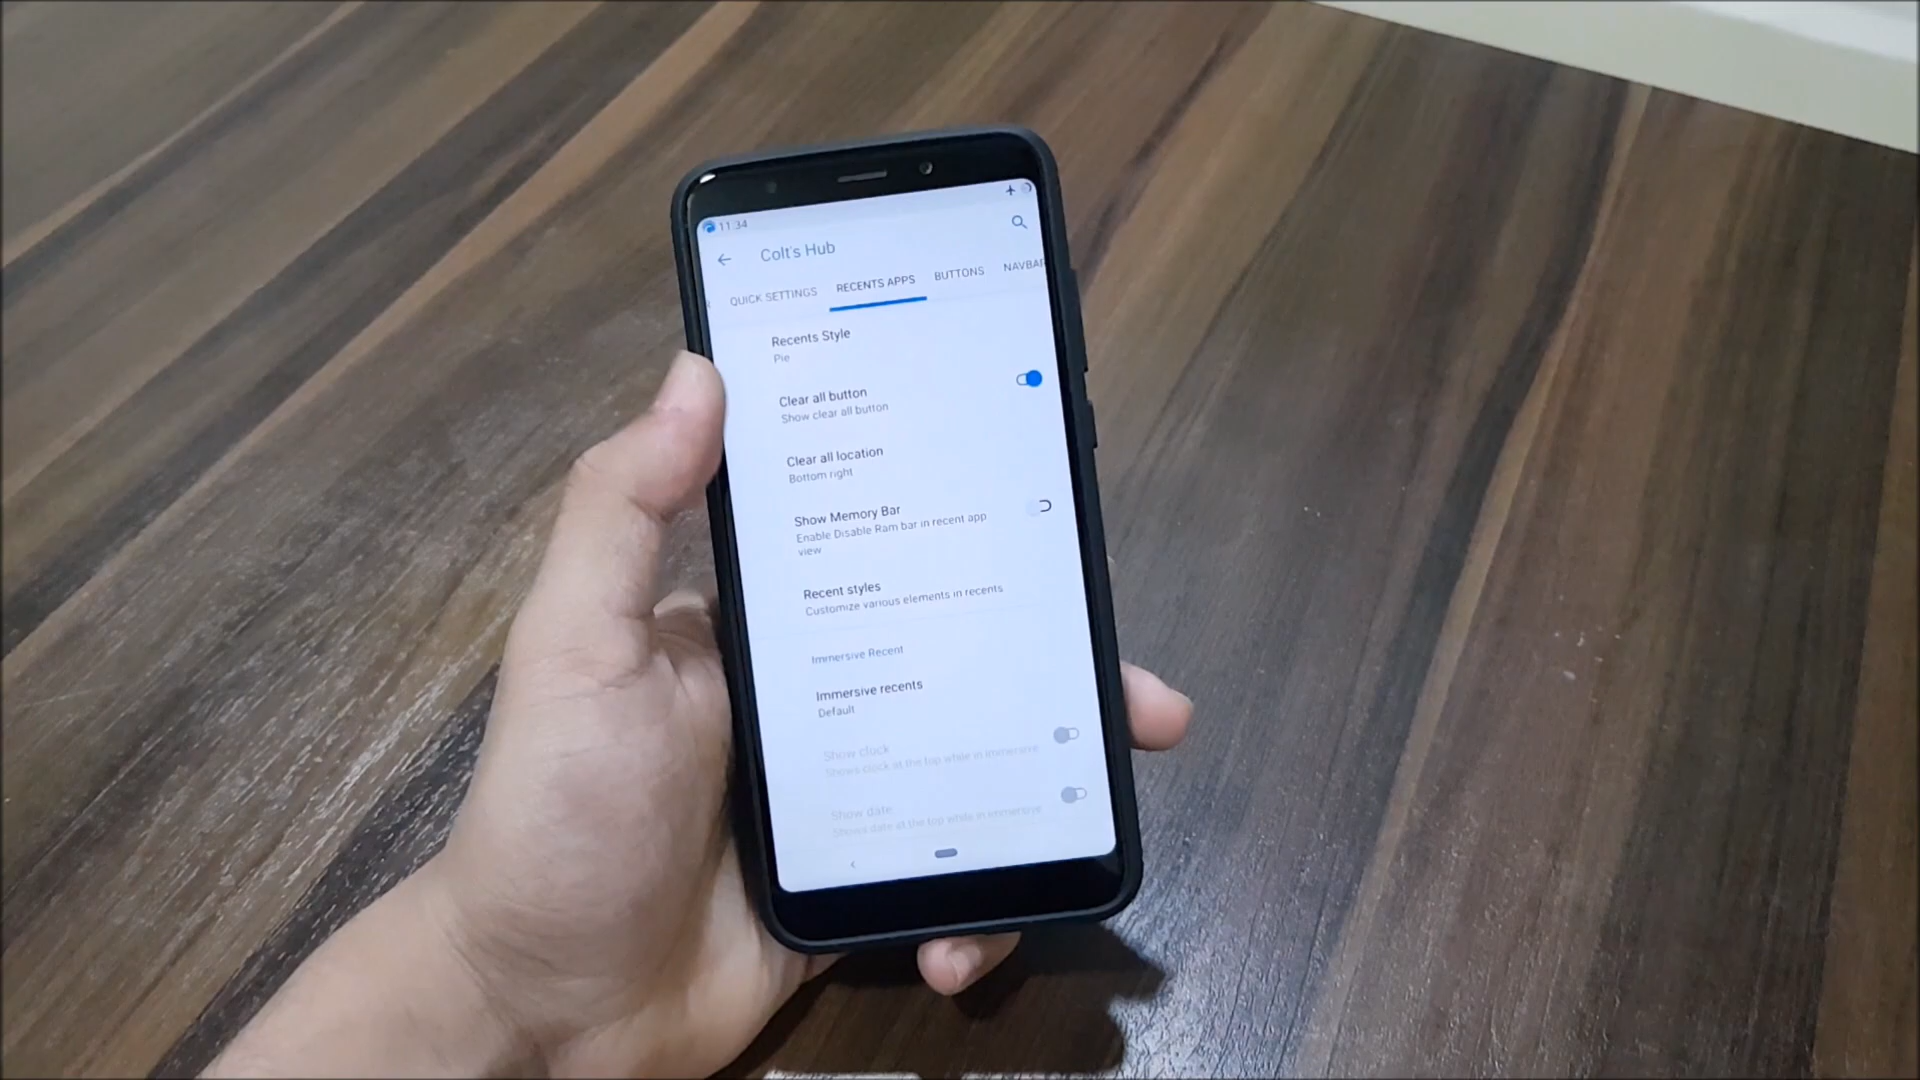 11:34
Colt's Hub
QUICK SETTINGS RECENTS APPS BUTTONS NAVBAR
Recents Style
Pie
Clear all button
Show clear all button
Clear all location
Bottom right
Show Memory Bar
Enable Disable Ram bar in recent app
view
Recent styles
Customize various elements in recents
Immersive Recent
Immersive recents
Default
Show clock
Shows clock at the top while in immersive
Show date
Shows date at the top while in immersive